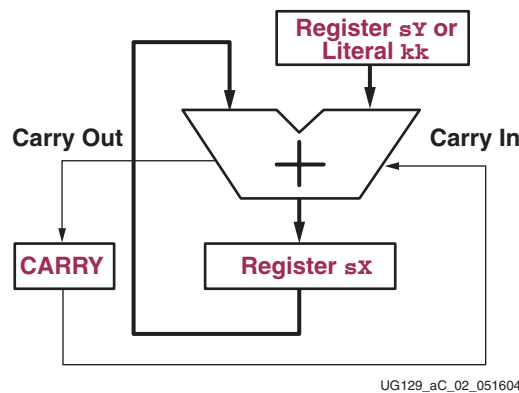 Register sY or
Literal kk
Carry Out
Carry In
+
CARRY
Register sX
UG129_aC_02_051604